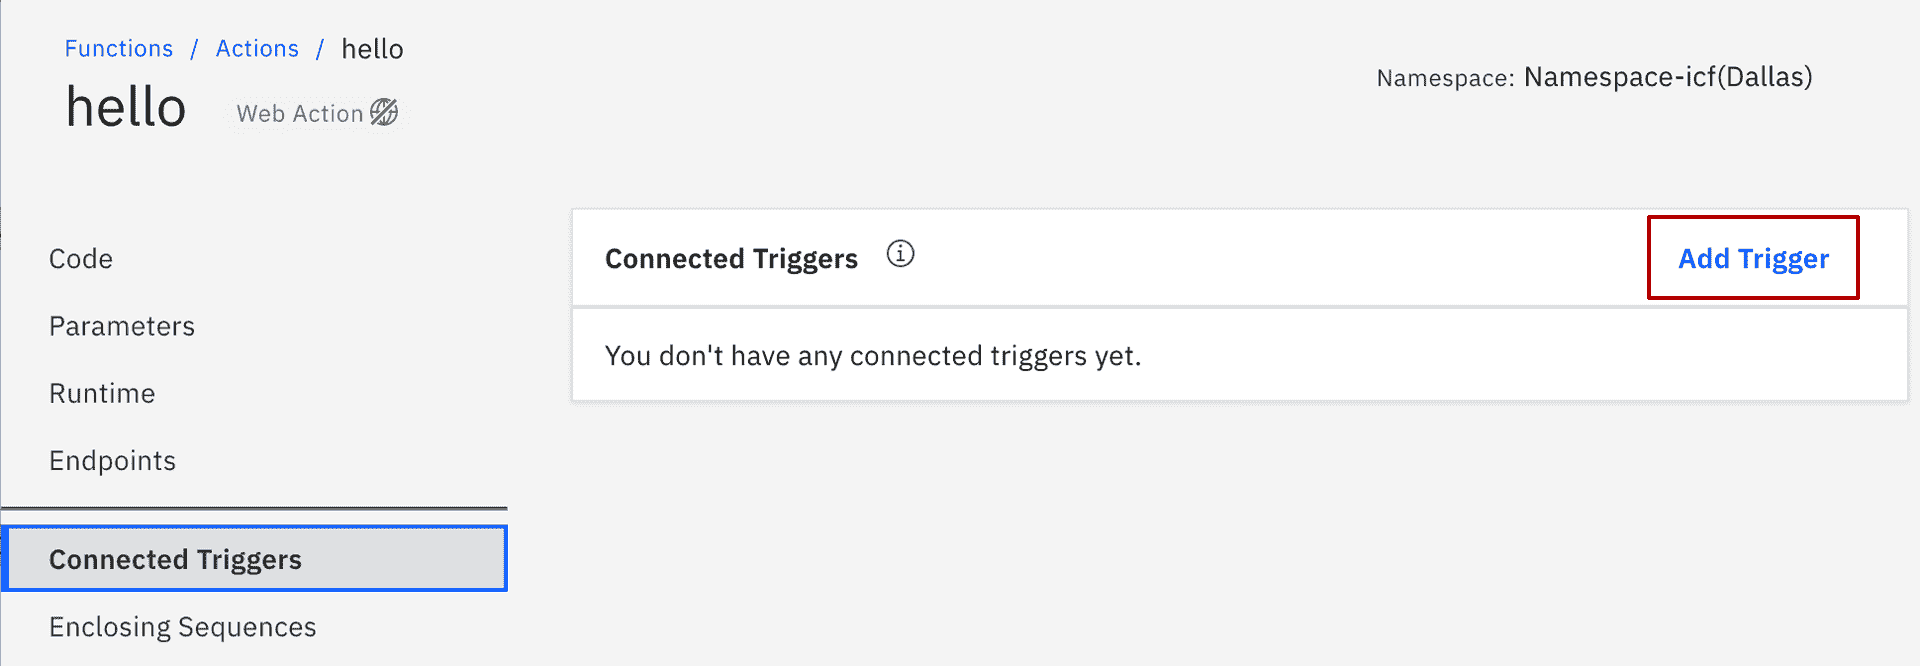 Functions / Actions / hello
hello Web Action
Namespace: Namespace-icf(Dallas)
Code
Parameters
Runtime
Endpoints
Connected Triggers
Enclosing Sequences
Connected Triggers
Add Trigger
You don't have any connected triggers yet.